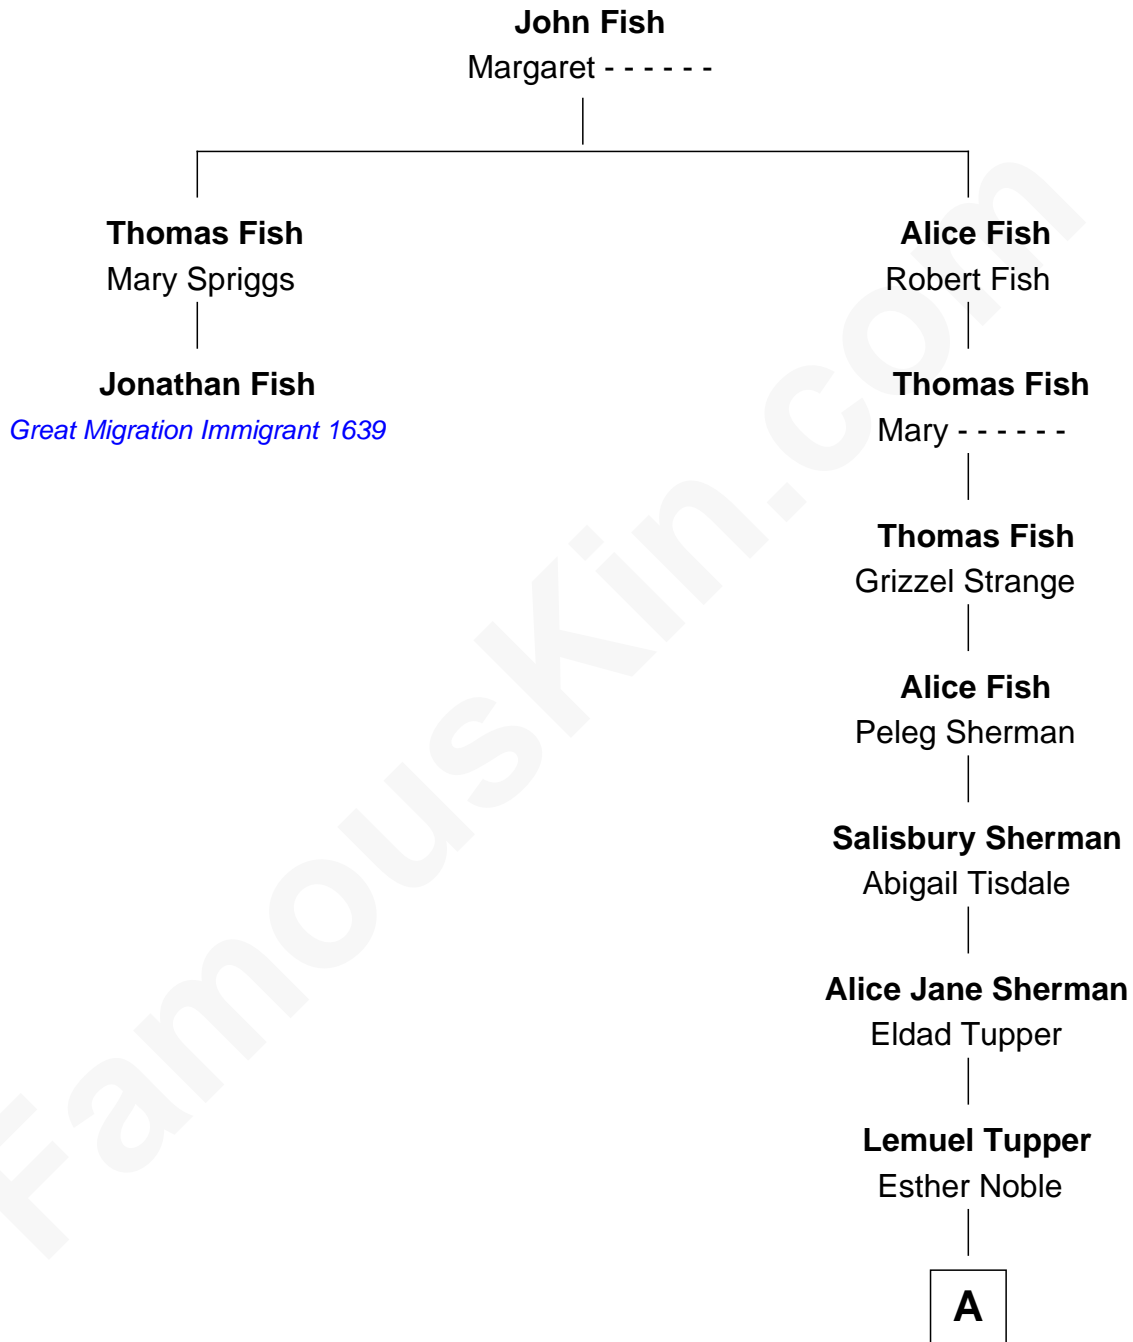 John Fish
Margaret - - - - - -
Thomas Fish
Mary Spriggs
Jonathan Fish
Great Migration Immigrant 1639
Alice Fish
Robert Fish
Thomas Fish
Mary - - - - - -
Thomas Fish
Grizzel Strange
Alice Fish
Peleg Sherman
Salisbury Sherman
Abigail Tisdale
Alice Jane Sherman
Eldad Tupper
Lemuel Tupper
Esther Noble
A
FamousKin.com